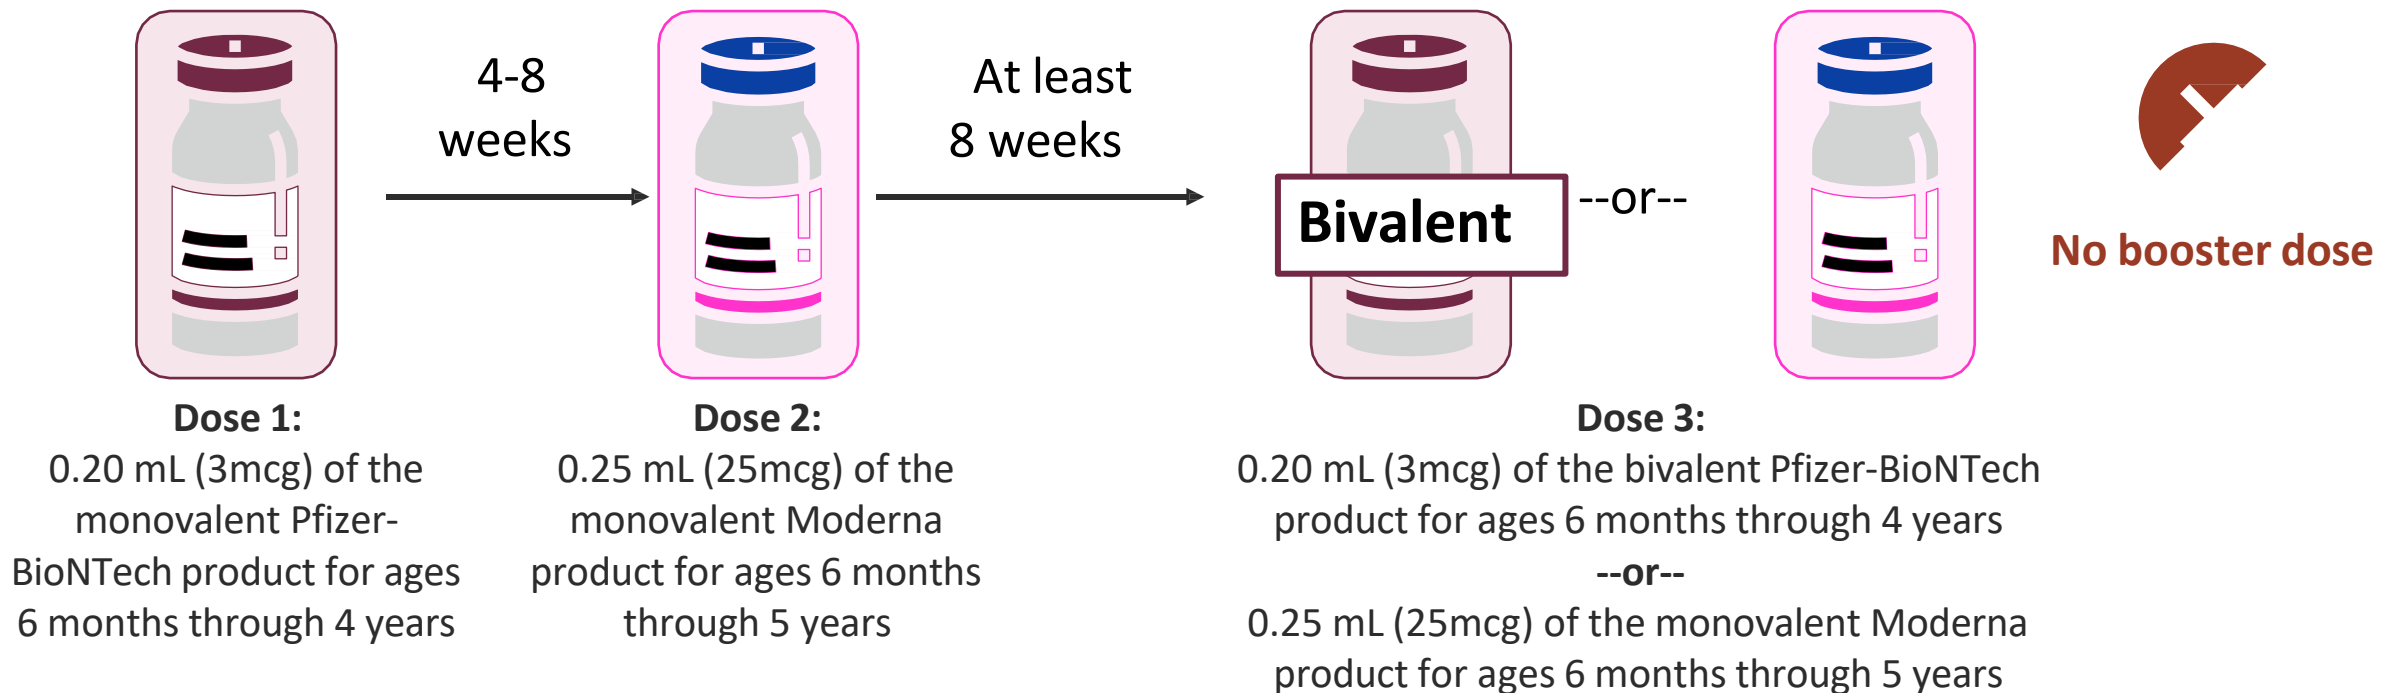 4-8
weeks
At least
8 weeks
Bivalent
--or--
No booster dose
Dose 1:
0.20 mL (3mcg) of the
monovalent Pfizer-
BioNTech product for ages
6 months through 4 years
Dose 2:
0.25 mL (25mcg) of the
monovalent Moderna
product for ages 6 months
through 5 years
Dose 3:
0.20 mL (3mcg) of the bivalent Pfizer-BioNTech
product for ages 6 months through 4 years
--or--
0.25 mL (25mcg) of the monovalent Moderna
product for ages 6 months through 5 years